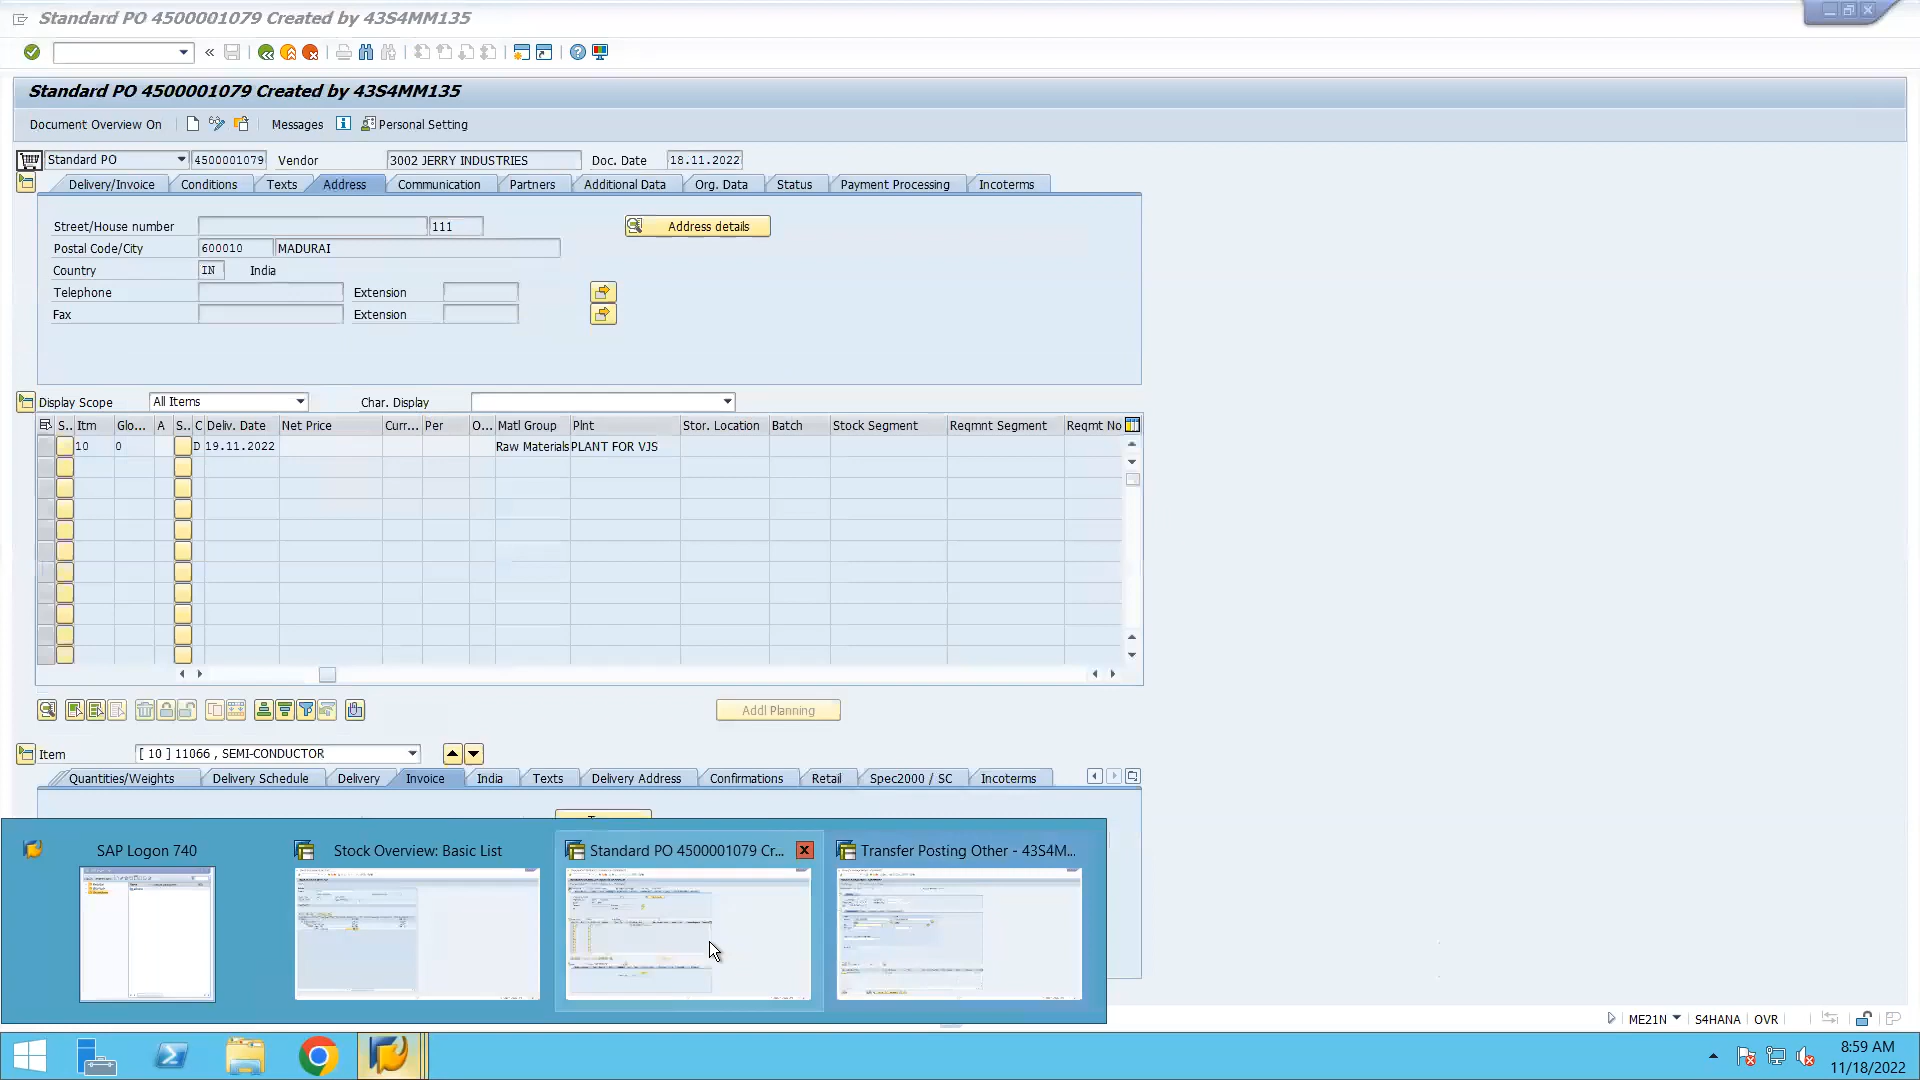 Standard PO 4500001079 Created by 43S4MM135
Standard PO 4500001079 Created by 43S4MM135
Document Overview On Messages Personal Setting
Standard PO 4500001079 Vendor 3002 JERRY INDUSTRIES Doc. Date 18.11.2022
Delivery/Invoice Conditions Texts Address Communication Partners Additional Data Org. Data Status Payment Processing Incoterms
Street/House number 111 Address details
Postal Code/City 600010 MADURAI
Country IN India
Telephone Extension
Fax Extension
Display Scope All Items Char. Display
S.. Itm Glo... A S.. C Deliv. Date Net Price Curr... Per O... Matl Group Plnt Stor. Location Batch Stock Segment Reqmnt Segment Reqmt No
10 0 D 19.11.2022 Raw Materials PLANT FOR VJS
Addl Planning
Item [ 10 ] 11066 , SEMI-CONDUCTOR
Quantities/Weights Delivery Schedule Delivery Invoice India Texts Delivery Address Confirmations Retail Spec2000 / SC Incoterms
SAP Logon 740 Stock Overview: Basic List Standard PO 4500001079 Cr... Transfer Posting Other - 43S4M...
ME21N S4HANA OVR
8:59 AM
11/18/2022